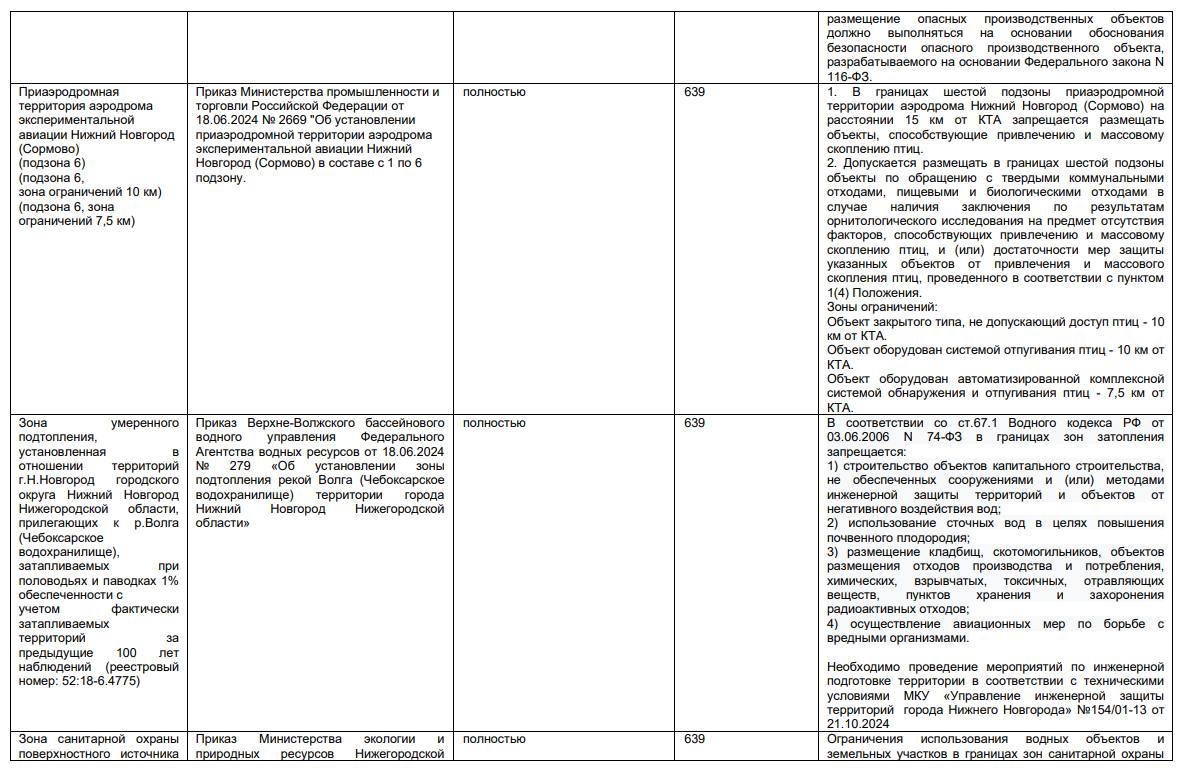 размещение опасных производственных объектов
должно выполняться на основании обоснования
безопасности опасного производственного объекта,
разрабатываемого на основании Федерального закона N
116-ФЗ.
Приаэродромная
территория аэродрома
экспериментальной
авиации Нижний Новгород
(Сормово)
(подзона 6)
(подзона 6,
зона ограничений 10 км)
(подзона 6, зона
ограничений 7,5 км)
Приказ Министерства промышленности и
торговли Российской Федерации от
18.06.2024 № 2669 "Об установлении
приаэродромной территории аэродрома
экспериментальной авиации Нижний
Новгород (Сормово) в составе с 1 по 6
подзону.
полностью
639
1. В границах шестой подзоны приаэродромной
территории аэродрома Нижний Новгород (Сормово) на
расстоянии 15 км от КТА запрещается размещать
объекты, способствующие привлечению и массовому
скоплению птиц.
2. Допускается размещать в границах шестой подзоны
объекты по обращению с твердыми коммунальными
отходами, пищевыми и биологическими отходами в
случае наличия заключения по результатам
орнитологического исследования на предмет отсутствия
факторов, способствующих привлечению и массовому
скоплению птиц, и (или) достаточности мер защиты
указанных объектов от привлечения и массового
скопления птиц, проведенного в соответствии с пунктом
1(4) Положения.
Зоны ограничений:
Объект закрытого типа, не допускающий доступ птиц - 10
км от КТА.
Объект оборудован системой отпугивания птиц - 10 км от
КТА.
Объект оборудован автоматизированной комплексной
системой обнаружения и отпугивания птиц - 7,5 км от
КТА.
Зона умеренного
подтопления,
установленная в
отношении территорий
г.Н.Новгород городского
округа Нижний Новгород
Нижегородской области,
прилегающих к р.Волга
(Чебоксарское
водохранилище),
затапливаемых при
половодьях и паводках 1%
обеспеченности с
учетом фактически
затапливаемых
территорий за
предыдущие 100 лет
наблюдений (реестровый
номер: 52:18-6.4775)
Приказ Верхне-Волжского бассейнового
водного управления Федерального
Агентства водных ресурсов от 18.06.2024
№ 279 «Об установлении зоны
подтопления рекой Волга (Чебоксарское
водохранилище) территории города
Нижний Новгород Нижегородской
области»
полностью
639
В соответствии со ст.67.1 Водного кодекса РФ от
03.06.2006 N 74-ФЗ в границах зон затопления
запрещается:
1) строительство объектов капитального строительства,
не обеспеченных сооружениями и (или) методами
инженерной защиты территорий и объектов от
негативного воздействия вод;
2) использование сточных вод в целях повышения
почвенного плодородия;
3) размещение кладбищ, скотомогильников, объектов
размещения отходов производства и потребления,
химических, взрывчатых, токсичных, отравляющих
веществ, пунктов хранения и захоронения
радиоактивных отходов;
4) осуществление авиационных мер по борьбе с
вредными организмами.
Необходимо проведение мероприятий по инженерной
подготовке территории в соответствии с техническими
условиями МКУ «Управление инженерной защиты
территорий города Нижнего Новгорода» №154/01-13 от
21.10.2024
Зона санитарной охраны
поверхностного источника
Приказ Министерства экологии и
природных ресурсов Нижегородской
полностью
639
Ограничения использования водных объектов и
земельных участков в границах зон санитарной охраны